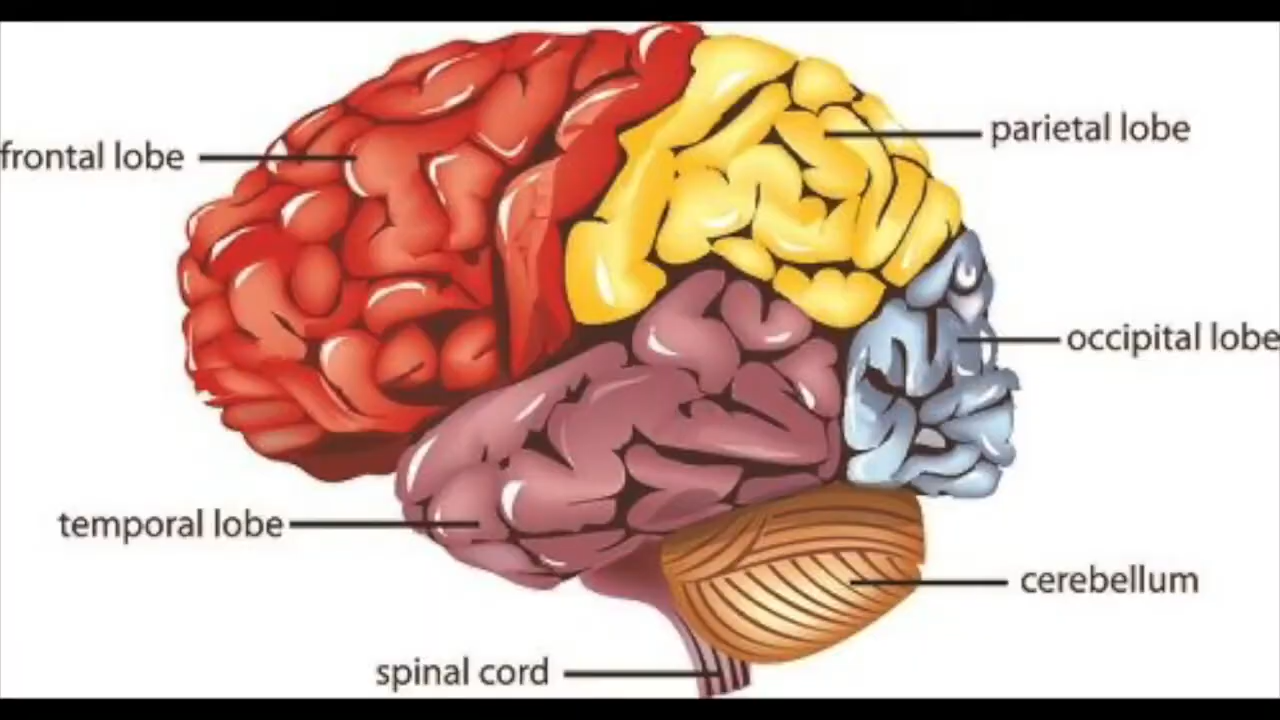 frontal lobe
parietal lobe
occipital lobe
temporal lobe
cerebellum
spinal cord